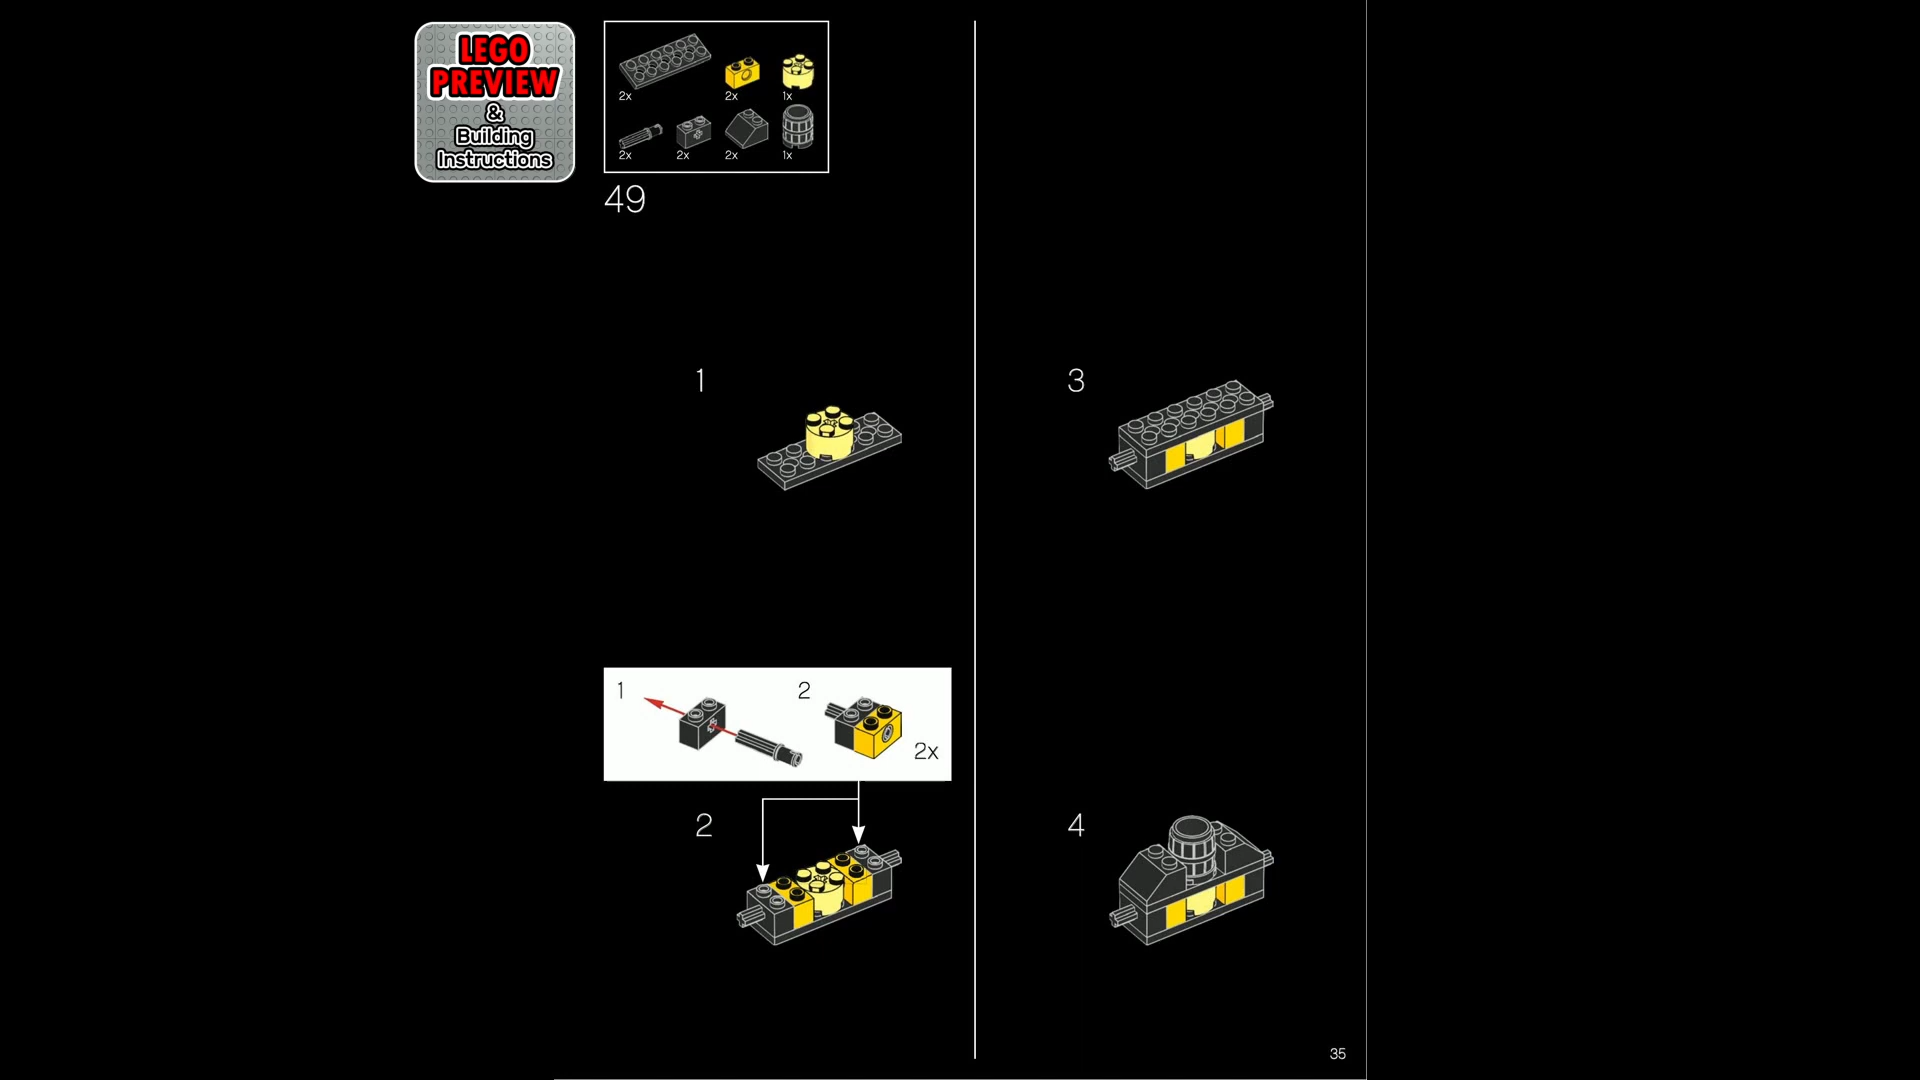 LEGO
PREVIEW
&
Building
Instructions
2x
2x
1x
2x
2x
2x
1x
49
1
1
2
2x
2
3
4
35